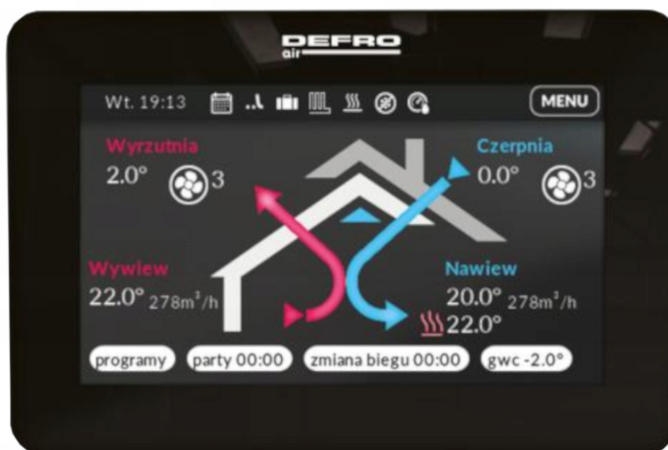 DEFRO
air
Wt. 19:13
MENU
Wyrzutnia
2.0°
3
Czerpnia
0.0°
3
Wywiew
22.0° 278m³/h
Nawiew
20.0° 278m³/h
22.0°
programy
party 00:00
zmiana biegu 00:00
gwc -2.0°